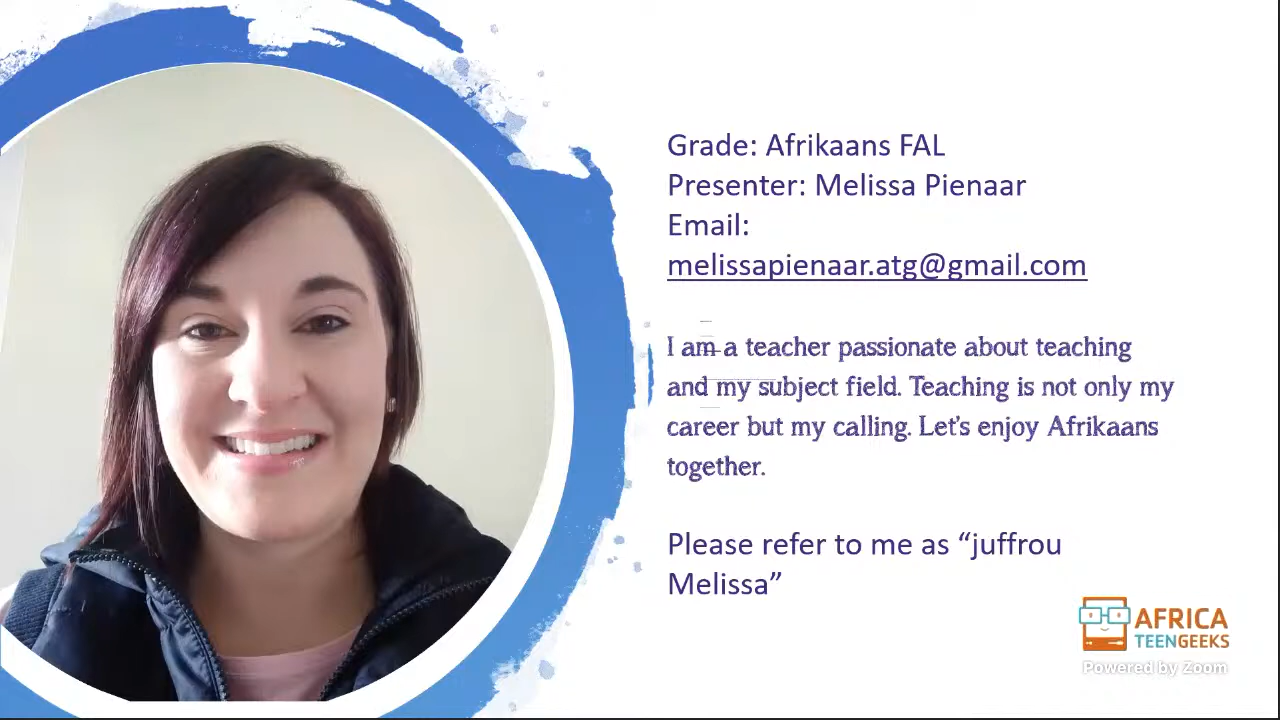 Grade: Afrikaans FAL
Presenter: Melissa Pienaar
Email:
melissapienaar.atg@gmail.com
I am a teacher passionate about teaching
and my subject field. Teaching is not only my
career but my calling. Let's enjoy Afrikaans
together.
Please refer to me as “juffrou
Melissa”
AFRICA
TEENGEEKS
Powered by Zoom